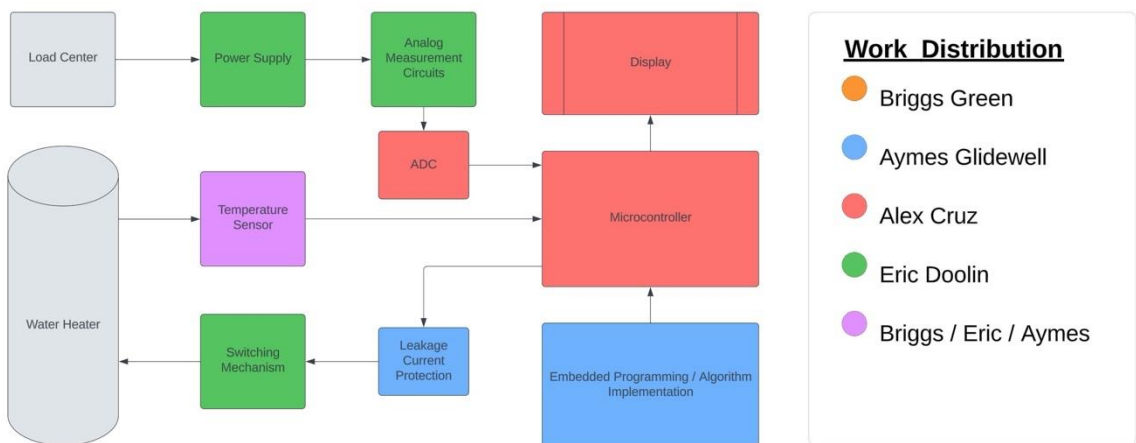 Load Center
Power Supply
Analog
Measurement
Circuits
Display
ADC
Temperature
Sensor
Microcontroller
Water Heater
Switching
Mechanism
Leakage
Current
Protection
Embedded Programming / Algorithm
Implementation
Work Distribution
Briggs Green
Aymes Glidewell
Alex Cruz
Eric Doolin
Briggs / Eric / Aymes